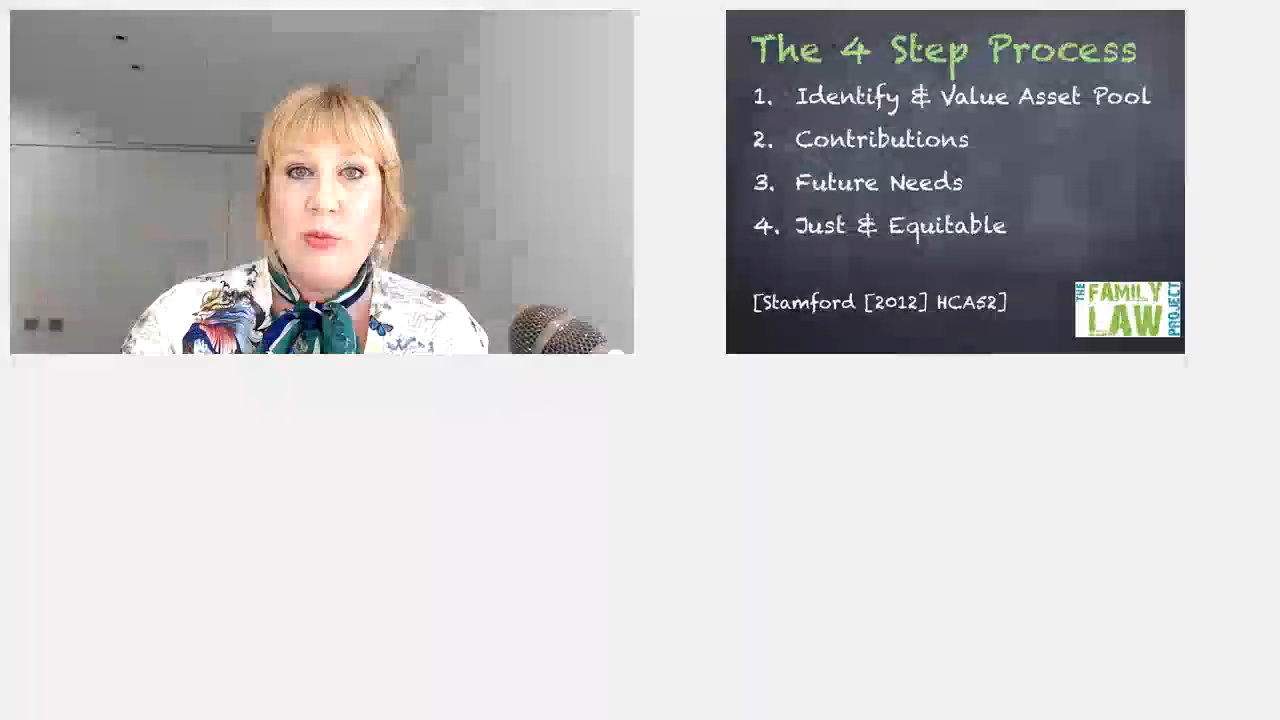 The 4 Step Process
1. Identify & Value Asset Pool
2. Contributions
3. Future Needs
4. Just & Equitable
[Stamford [2012] HCA52]
THE
FAMILY
LAW
PROJECT